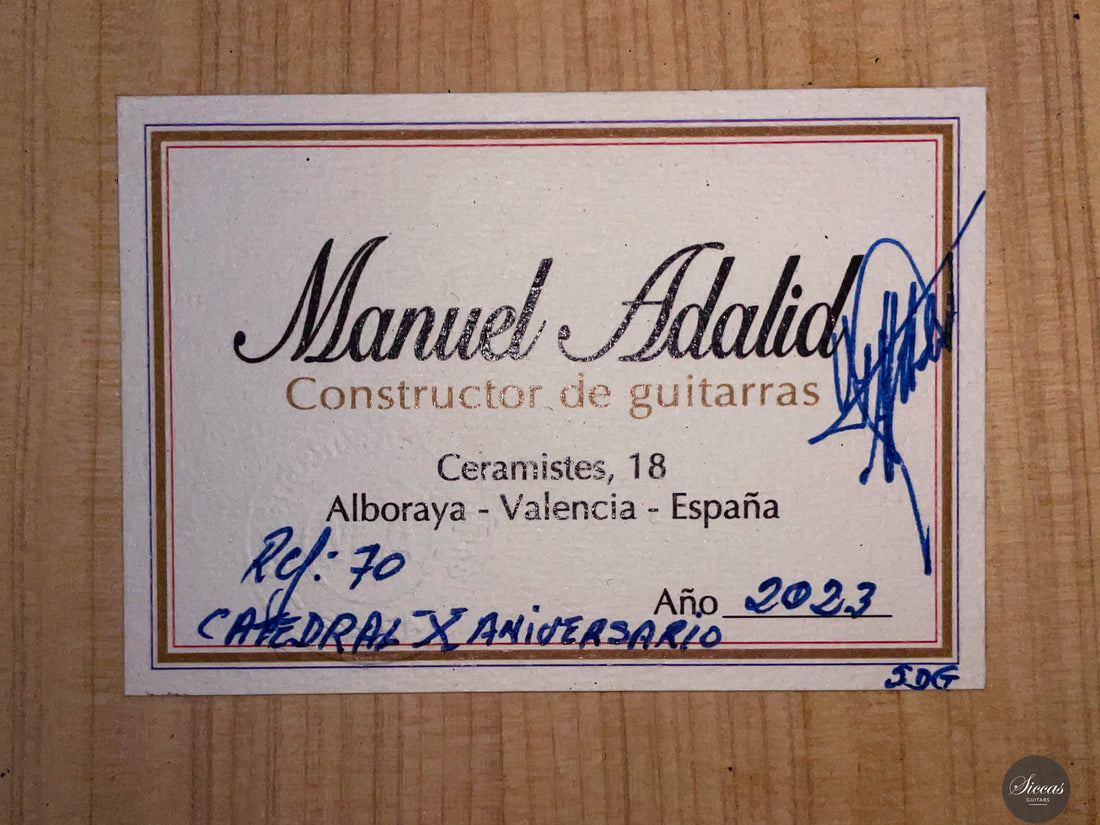 Manuel Adalid
Constructor de guitarras
Ceramistes, 18
Alboraya - Valencia - España
Ref: 70
Año 2023
CATEDRAL X ANIVERSARIO
SDG
Siccas
GUITARS